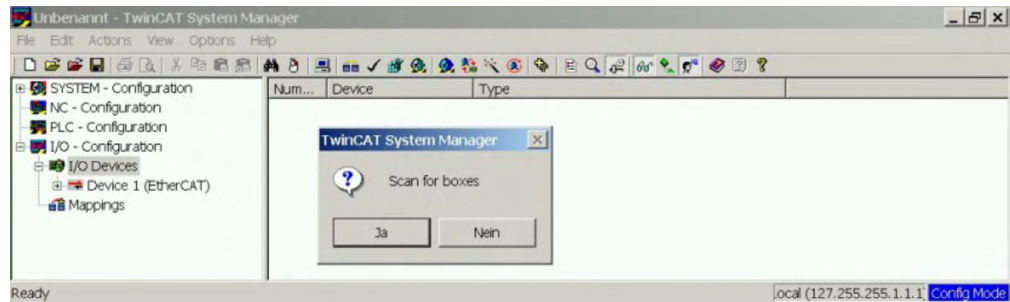 Unbenannt - TwinCAT System Manager
File Edit Actions View Options Help
SYSTEM - Configuration
NC - Configuration
PLC - Configuration
I/O - Configuration
I/O Devices
Device 1 (EtherCAT)
Mappings
Num... Device Type
TwinCAT System Manager
Scan for boxes
Ja Nein
Ready
ocal (127.255.255.1.1.1) Config Mode